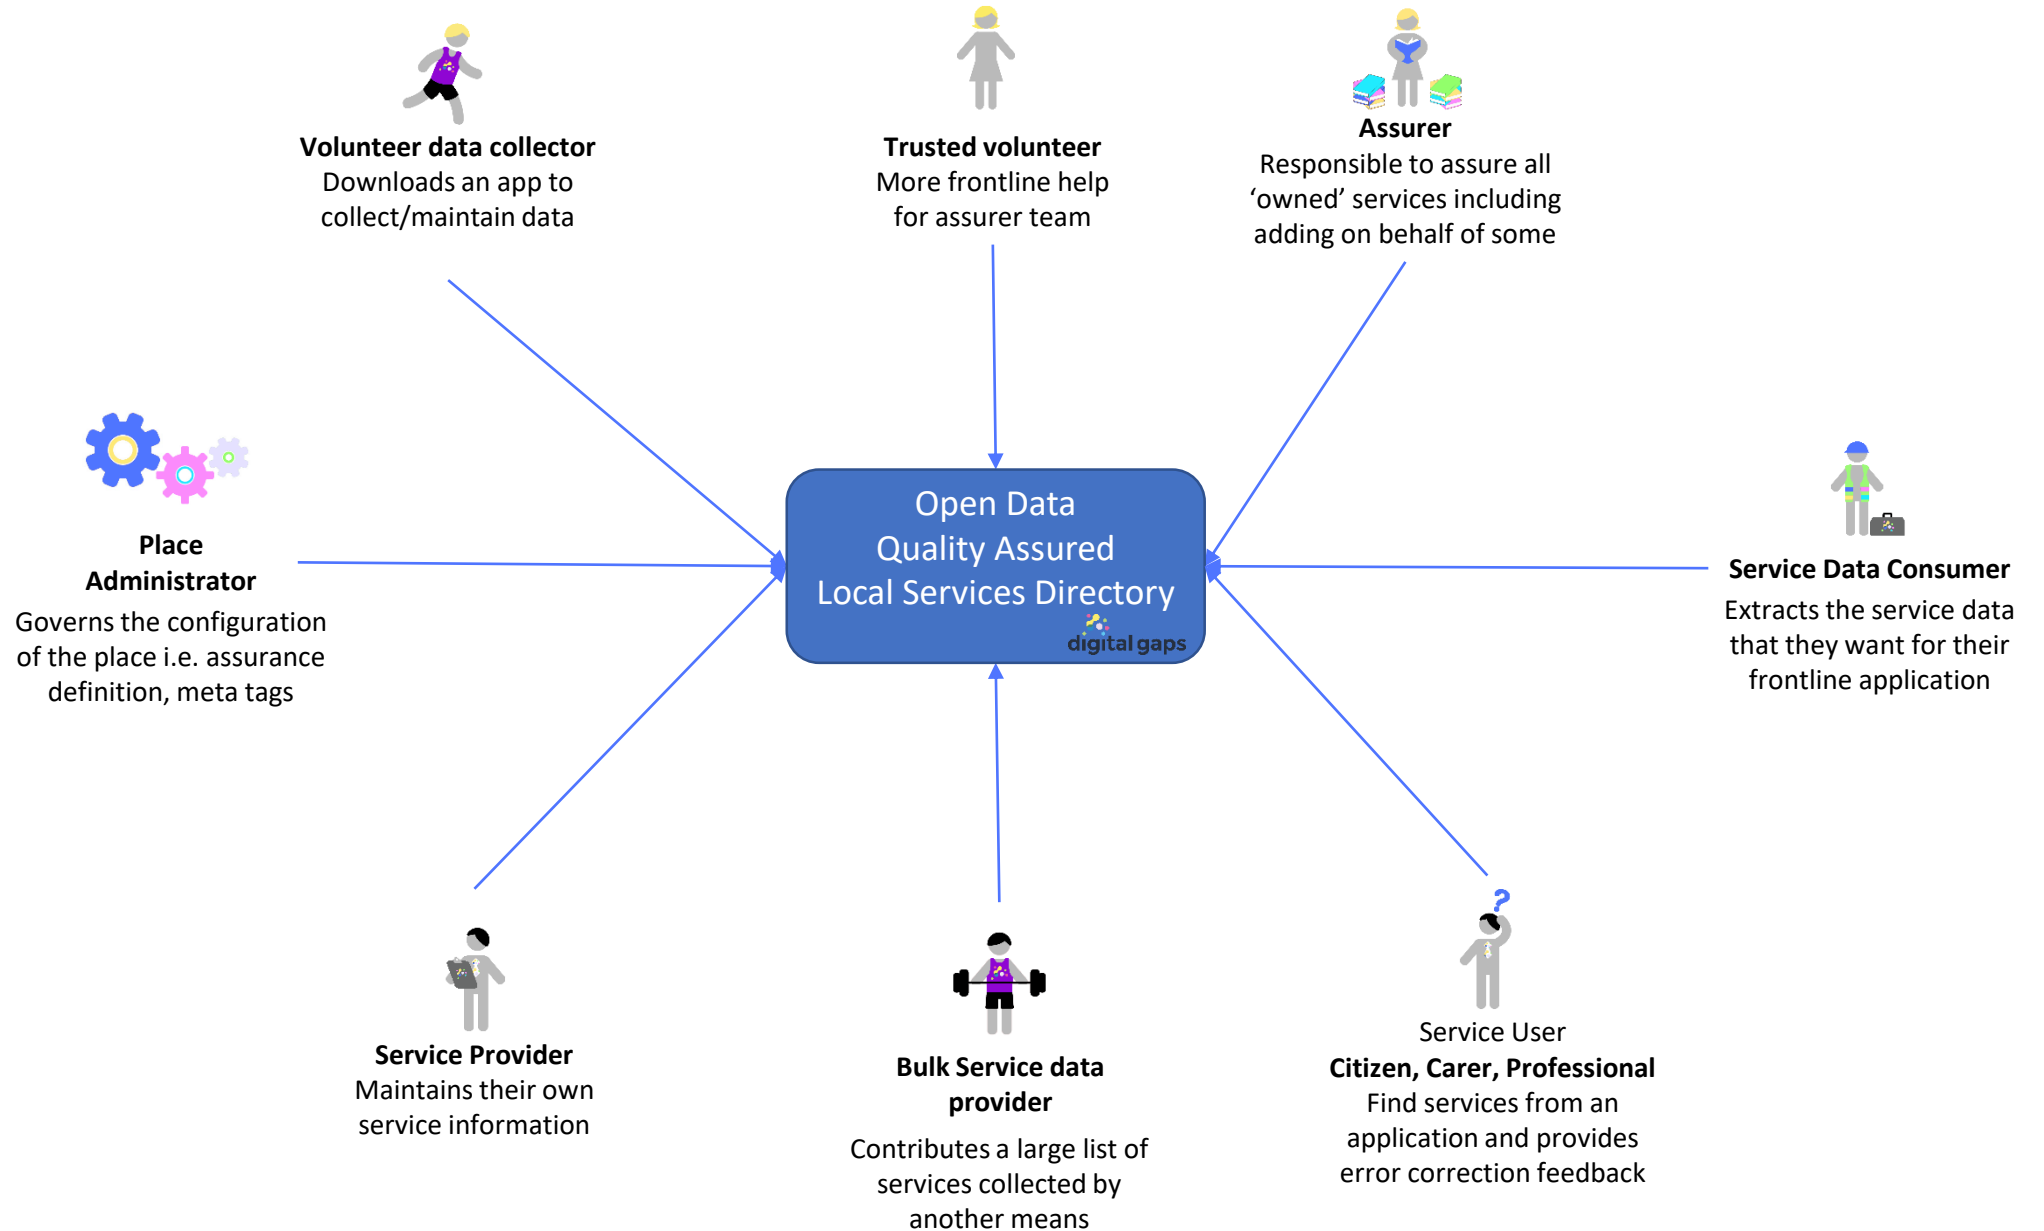 Volunteer data collector
Downloads an app to
collect/maintain data
Trusted volunteer
More frontline help
for assurer team
Assurer
Responsible to assure all
‘owned’ services including
adding on behalf of some
Place
Administrator
Governs the configuration
of the place i.e. assurance
definition, meta tags
Open Data
Quality Assured
Local Services Directory
digital gaps
Service Data Consumer
Extracts the service data
that they want for their
frontline application
Service Provider
Maintains their own
service information
Bulk Service data
provider
Contributes a large list of
services collected by
another means
?
Service User
Citizen, Carer, Professional
Find services from an
application and provides
error correction feedback